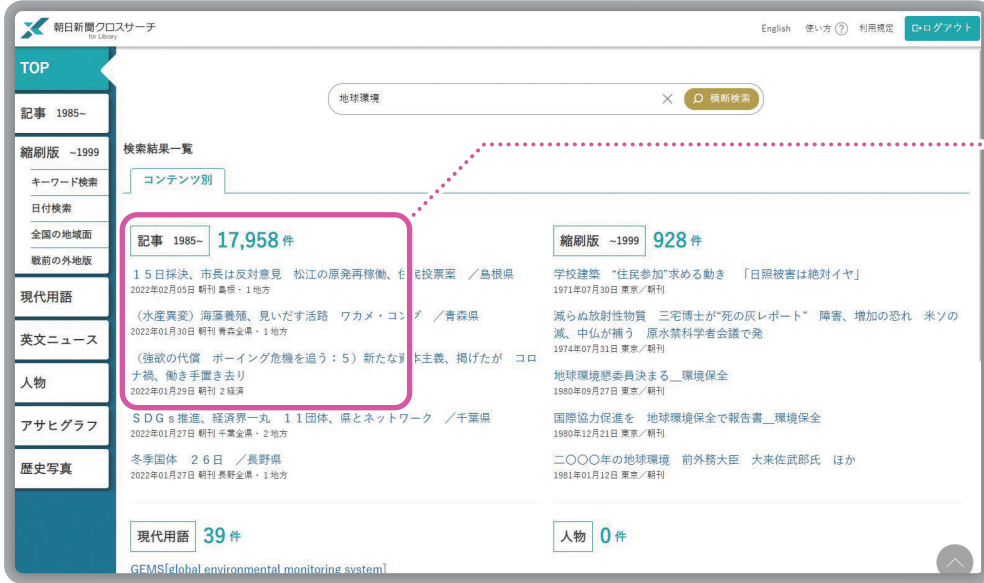 朝日新聞クロスサーチ
for Library
English 使い方 ? 利用規定 ログアウト
TOP
記事 1985~
縮刷版 ~1999
キーワード検索
日付検索
全国の地域面
戦前の外地版
現代用語
英文ニュース
人物
アサヒグラフ
歴史写真
地球環境 × 横断検索
検索結果一覧
コンテンツ別
記事 1985~ 17,958 件
15日採決、市長は反対意見 松江の原発再稼働、住民投票案 ／島根県
2022年02月05日 朝刊 島根・1地方
（水産異変）海藻養殖、見いだす活路 ワカメ・コンブ ／青森県
2022年01月30日 朝刊 青森全県・1地方
（強欲の代償 ボーイング危機を追う：5）新たな資本主義、掲げたが コロ
ナ禍、働き手置き去り
2022年01月29日 朝刊 2経済
SDGs推進、経済界一丸 11団体、県とネットワーク ／千葉県
2022年01月27日 朝刊 千葉全県・2地方
冬季国体 26日 ／長野県
2022年01月27日 朝刊 長野全県・1地方
縮刷版 ~1999 928 件
学校建築 “住民参加”求める動き 「日照被害は絶対イヤ」
1971年07月30日 東京／朝刊
減らぬ放射性物質 三宅博士が“死の灰レポート” 障害、増加の恐れ 米ソの
減、中仏が補う 原水禁科学者会議で発
1974年07月31日 東京／朝刊
地球環境懇委員決まる__環境保全
1980年09月27日 東京／朝刊
国際協力促進を 地球環境保全で報告書__環境保全
1980年12月21日 東京／朝刊
二〇〇〇年の地球環境 前外務大臣 大来佐武郎氏 ほか
1981年01月12日 東京／朝刊
現代用語 39 件
GEMS[global environmental monitoring system]
人物 0 件